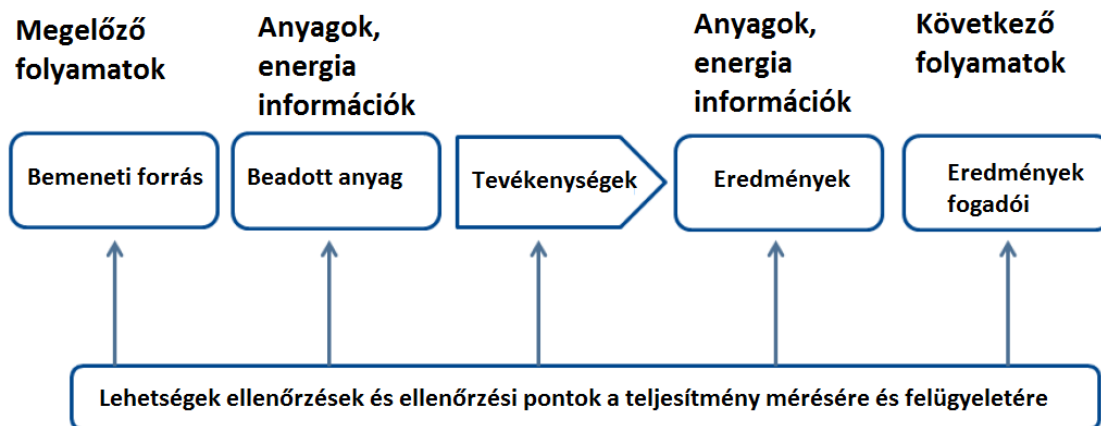 Megelőző
folyamatok
Anyagok,
energia
információk
Anyagok,
energia
információk
Következő
folyamatok
Bemeneti forrás
Beadott anyag
Tevékenységek
Eredmények
Eredmények
fogadói
Lehetségek ellenőrzések és ellenőrzési pontok a teljesítmény mérésére és felügyeletére